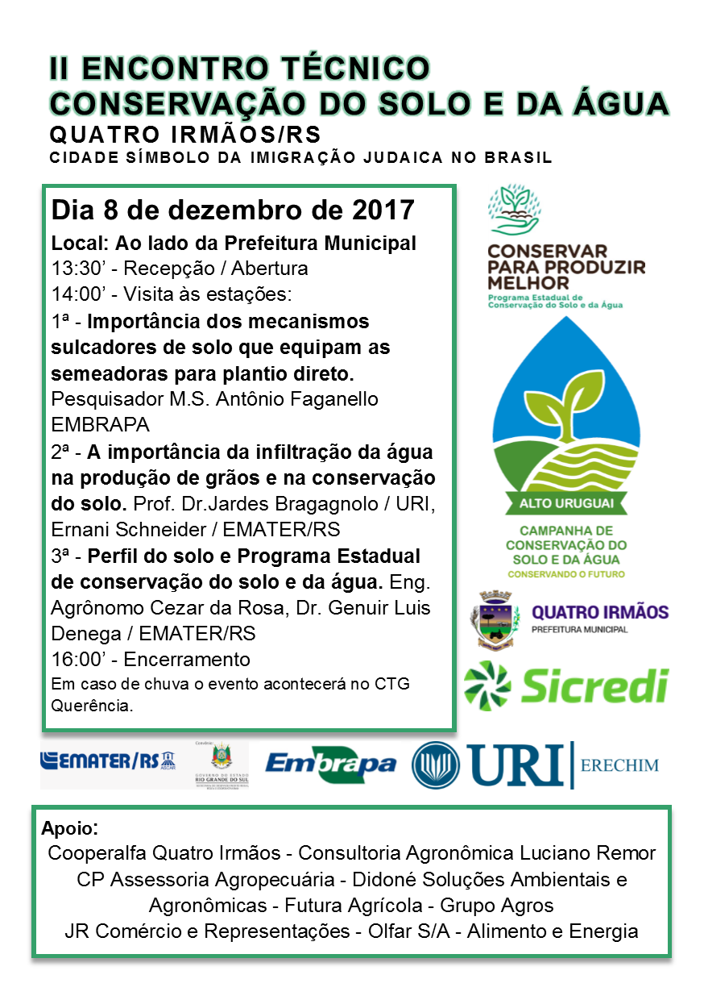 II ENCONTRO TÉCNICO
CONSERVAÇÃO DO SOLO E DA ÁGUA
QUATRO IRMÃOS/RS
CIDADE SÍMBOLO DA IMIGRAÇÃO JUDAICA NO BRASIL
Dia 8 de dezembro de 2017
Local: Ao lado da Prefeitura Municipal
13:30’ - Recepção / Abertura
14:00’ - Visita às estações:
1ª - Importância dos mecanismos
sulcadores de solo que equipam as
semeadoras para plantio direto.
Pesquisador M.S. Antônio Faganello
EMBRAPA
2ª - A importância da infiltração da água
na produção de grãos e na conservação
do solo. Prof. Dr.Jardes Bragagnolo / URI,
Ernani Schneider / EMATER/RS
3ª - Perfil do solo e Programa Estadual
de conservação do solo e da água. Eng.
Agrônomo Cezar da Rosa, Dr. Genuir Luis
Denega / EMATER/RS
16:00’ - Encerramento
Em caso de chuva o evento acontecerá no CTG
Querência.
CONSERVAR
PARA PRODUZIR
MELHOR
Programa Estadual de
Conservação do Solo e da Água
ALTO URUGUAI
CAMPANHA DE
CONSERVAÇÃO DO
SOLO E DA ÁGUA
CONSERVANDO O FUTURO
QUATRO IRMÃOS
PREFEITURA MUNICIPAL
Sicredi
EMATER/RS
ASCAR
Convênio:
GOVERNO DO ESTADO
RIO GRANDE DO SUL
Embrapa
URI
ERECHIM
Apoio:
Cooperalfa Quatro Irmãos - Consultoria Agronômica Luciano Remor
CP Assessoria Agropecuária - Didoné Soluções Ambientais e
Agronômicas - Futura Agrícola - Grupo Agros
JR Comércio e Representações - Olfar S/A - Alimento e Energia